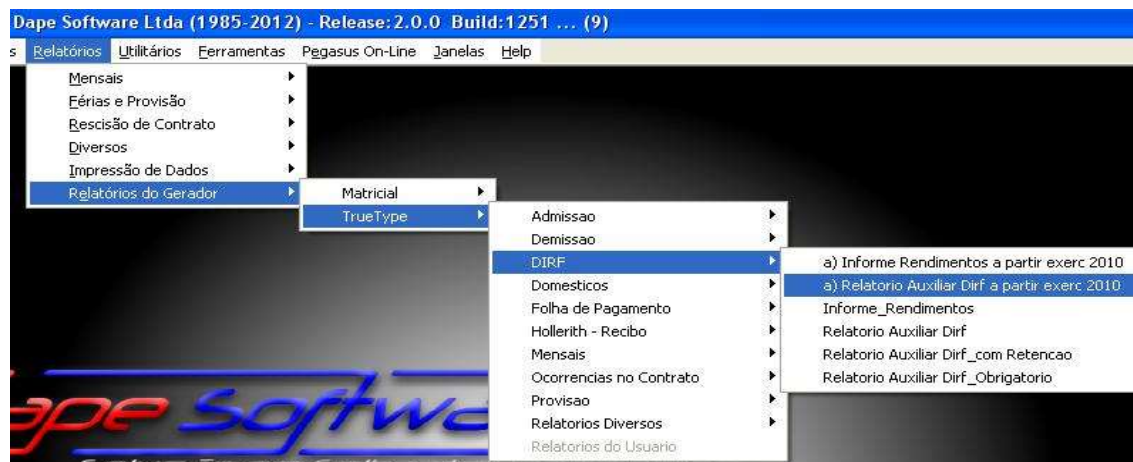 Dape Software Ltda (1985-2012) - Release:2.0.0 Build:1251 ... (9)
s Relatórios Utilitários Ferramentas Pegasus On-Line Janelas Help
Mensais
Férias e Provisão
Rescisão de Contrato
Diversos
Impressão de Dados
Relatórios do Gerador
Matricial
TrueType
Admissao
Demissao
DIRF
Domesticos
Folha de Pagamento
Hollerith - Recibo
Mensais
Ocorrencias no Contrato
Provisao
Relatorios Diversos
Relatorios do Usuario
a) Informe Rendimentos a partir exerc 2010
a) Relatorio Auxiliar Dirf a partir exerc 2010
Informe_Rendimentos
Relatorio Auxiliar Dirf
Relatorio Auxiliar Dirf_com Retencao
Relatorio Auxiliar Dirf_Obrigatorio
ape Softwa